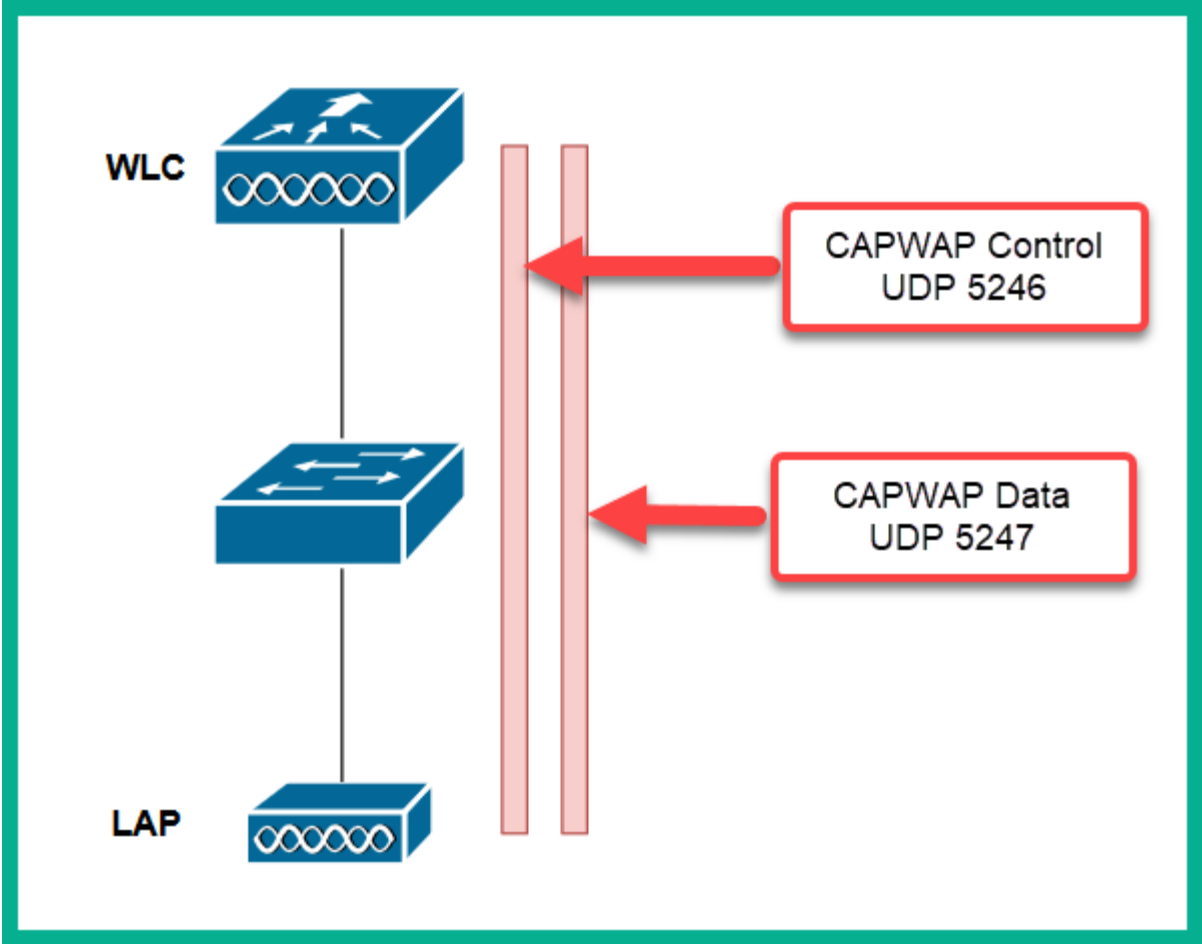 WLC
CAPWAP Control
UDP 5246
CAPWAP Data
UDP 5247
LAP